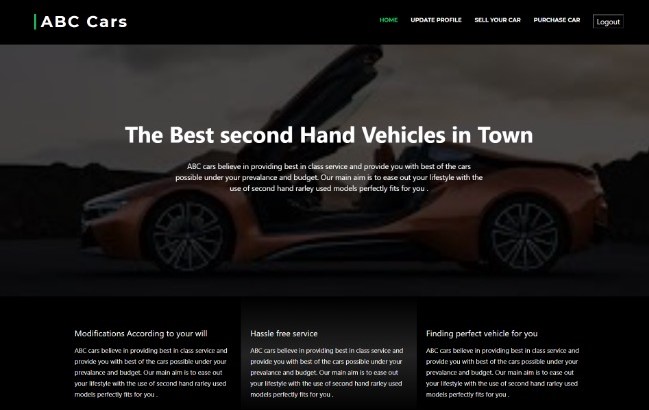 ABC Cars
HOME UPDATE PROFILE SELL YOUR CAR PURCHASE CAR Logout
The Best second Hand Vehicles in Town
ABC cars believe in providing best in class service and provide you with best of the cars
possible under your prevalance and budget. Our main aim is to ease out your lifestyle with the
use of second hand rarley used models perfectly fits for you .
Modifications According to your will
ABC cars believe in providing best in class service and
provide you with best of the cars possible under your
prevalance and budget. Our main aim is to ease out
your lifestyle with the use of second hand rarley used
models perfectly fits for you .
Hassle free service
ABC cars believe in providing best in class service and
provide you with best of the cars possible under your
prevalance and budget. Our main aim is to ease out
your lifestyle with the use of second hand rarley used
models perfectly fits for you .
Finding perfect vehicle for you
ABC cars believe in providing best in class service and
provide you with best of the cars possible under your
prevalance and budget. Our main aim is to ease out
your lifestyle with the use of second hand rarley used
models perfectly fits for you .